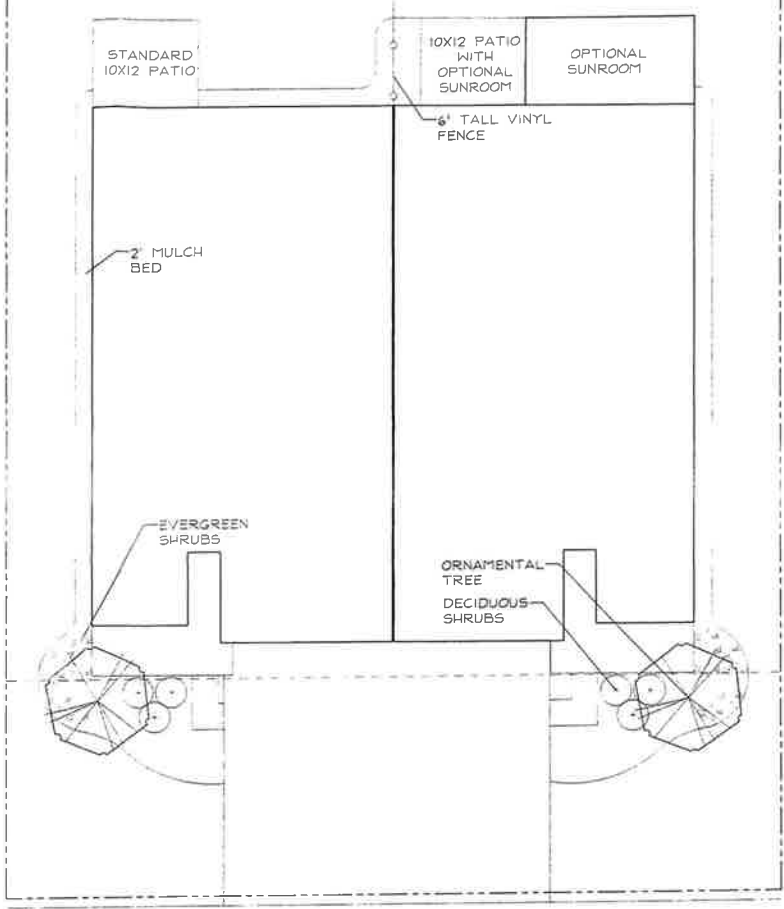 STANDARD
10X12 PATIO
10X12 PATIO
WITH
OPTIONAL
SUNROOM
OPTIONAL
SUNROOM
6' TALL VINYL
FENCE
2' MULCH
BED
EVERGREEN
SHRUBS
ORNAMENTAL
TREE
DECIDUOUS
SHRUBS